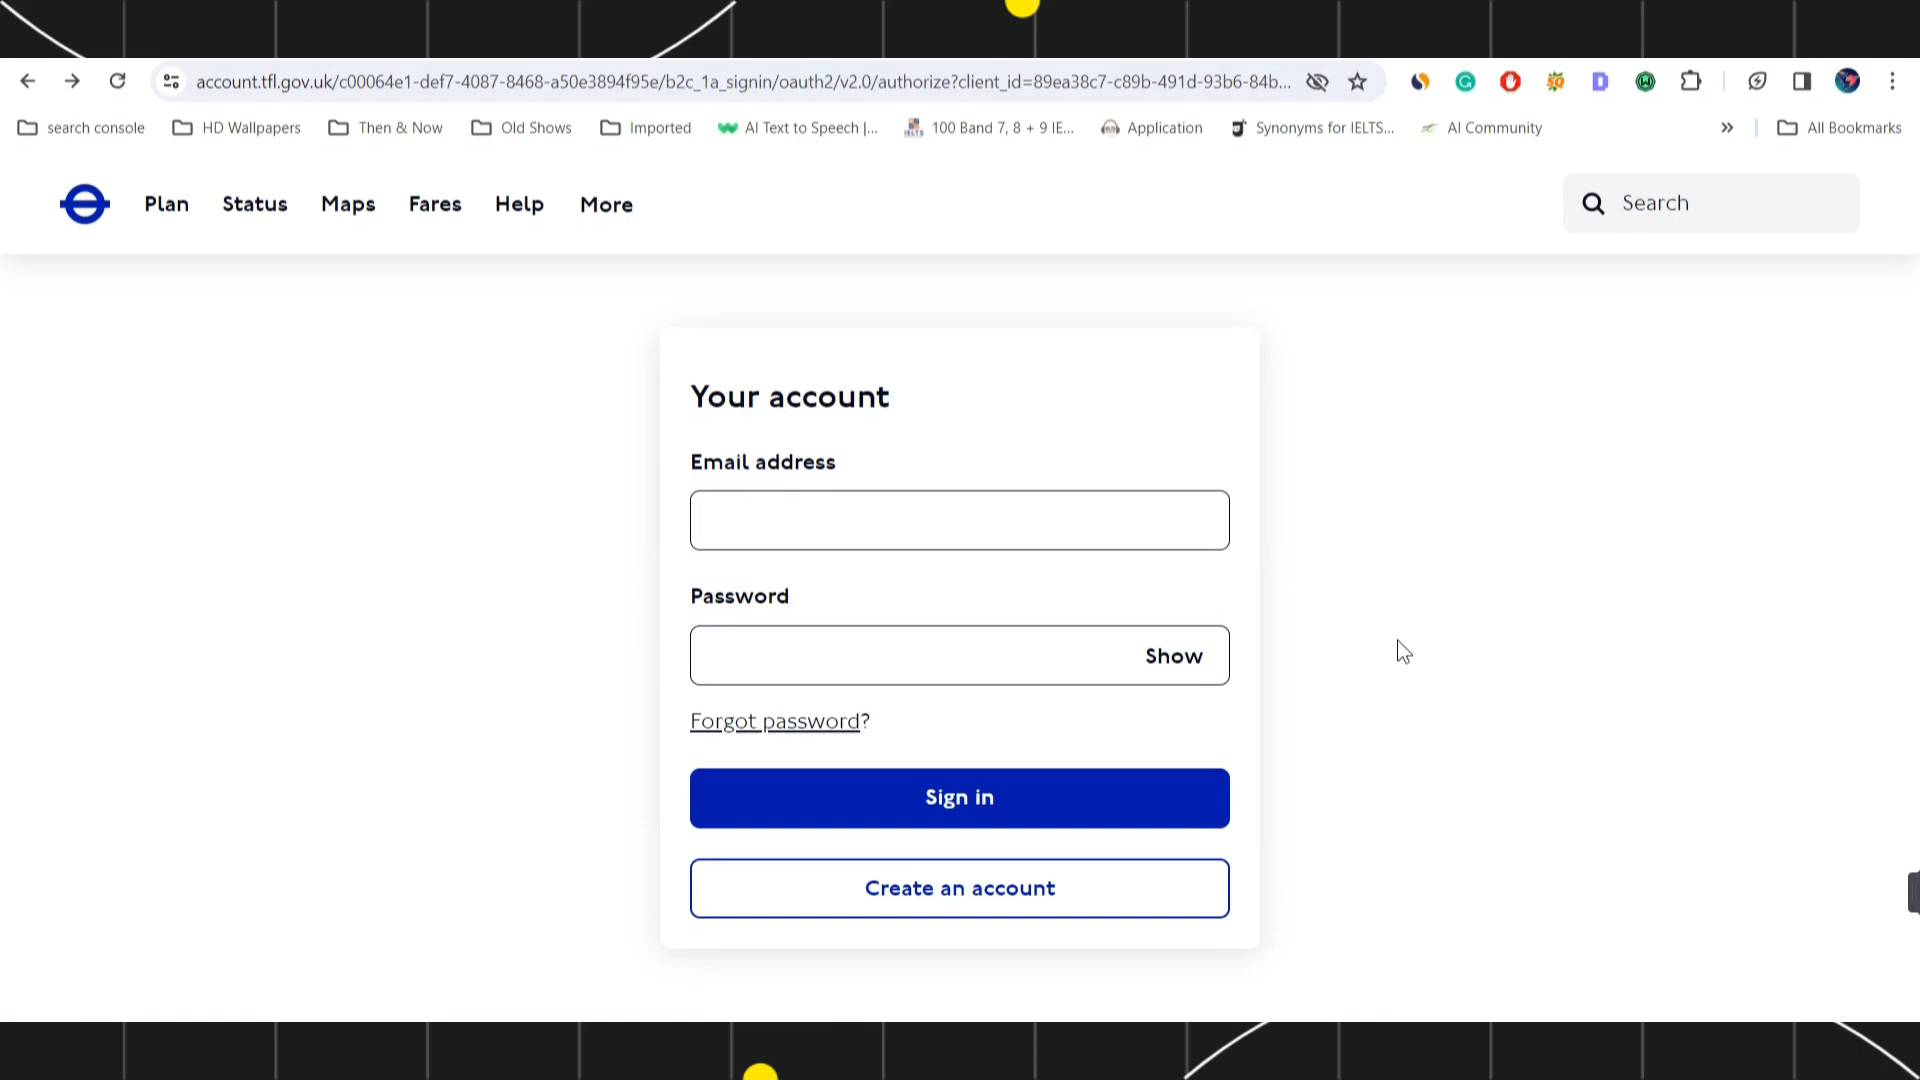 account.tfl.gov.uk/c00064e1-def7-4087-8468-a50e3894f95e/b2c_1a_signin/oauth2/v2.0/authorize?client_id=89ea38c7-c89b-491d-93b6-84b...
search console HD Wallpapers Then & Now Old Shows Imported AI Text to Speech |... 100 Band 7, 8 + 9 IE... Application Synonyms for IELTS... AI Community » All Bookmarks
Plan Status Maps Fares Help More Search
Your account
Email address
Password
Show
Forgot password?
Sign in
Create an account